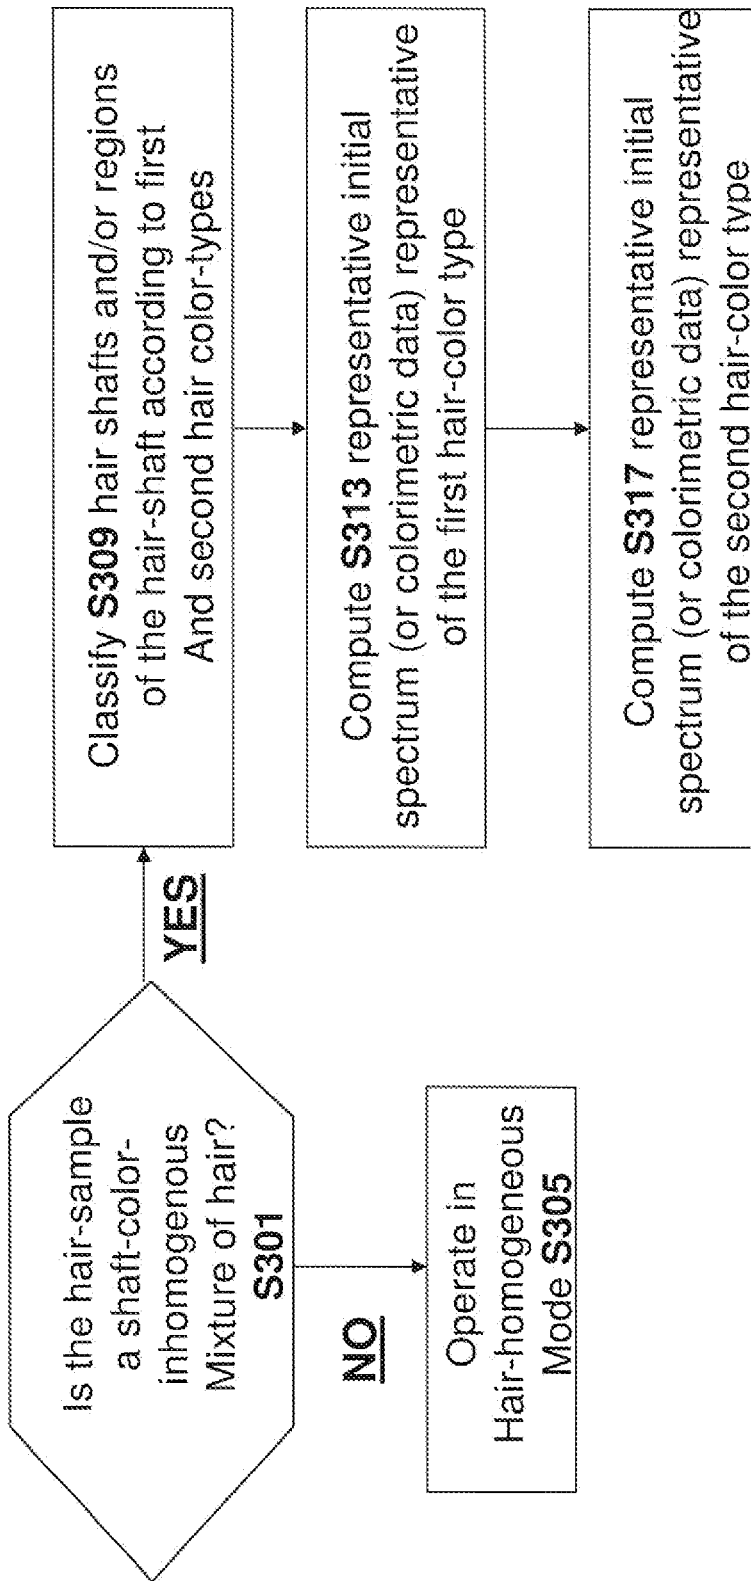 Is the hair-sample
a shaft-color-
inhomogenous
Mixture of hair?
S301
YES
NO
Operate in
Hair-homogeneous
Mode S305
Classify S309 hair shafts and/or regions
of the hair-shaft according to first
And second hair color-types
Compute S313 representative initial
spectrum (or colorimetric data) representative
of the first hair-color type
Compute S317 representative initial
spectrum (or colorimetric data) representative
of the second hair-color type